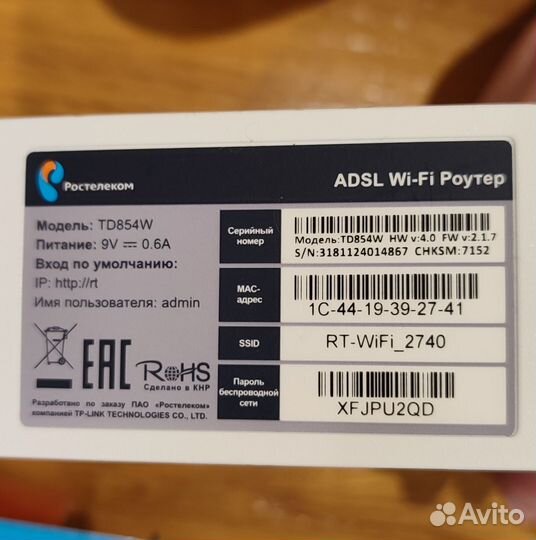 Ростелеком
ADSL Wi-Fi Роутер
Модель: TD854W
Питание: 9V 0.6A
Вход по умолчанию:
IP: http://rt
Имя пользователя: admin
EAC
RoHS
Сделано в КНР
Разработано по заказу ПАО «Ростелеком»
компанией TP-LINK TECHNOLOGIES CO., LTD.
Серийный
номер
Модель:TD854W HW v:4.0 FW v:2.1.7
S/N:3181124014867 CHKSM:7152
MAC-
адрес
1C-44-19-39-27-41
SSID
RT-WiFi_2740
Пароль
беспроводной
сети
XFJPU2QD
Avito